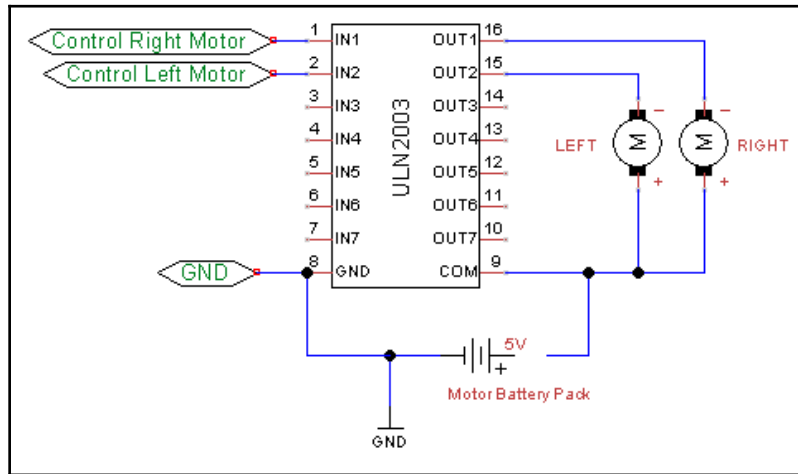 Control Right Motor
Control Left Motor
1 IN1 OUT1 16
2 IN2 OUT2 15
3 IN3 OUT3 14
4 IN4 OUT4 13
5 IN5 OUT5 12
6 IN6 OUT6 11
7 IN7 OUT7 10
8 GND COM 9
ULN2003
GND
LEFT M - +
M RIGHT - +
5V
+
Motor Battery Pack
GND